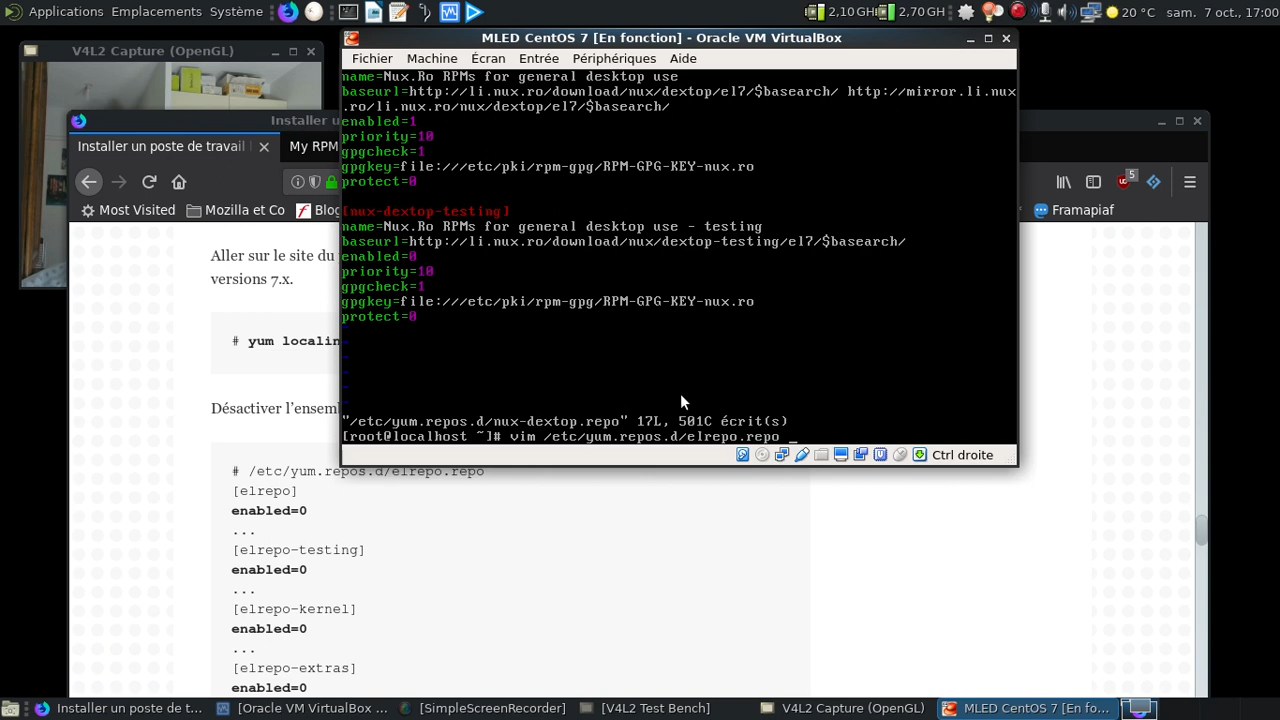 Applications Emplacements Système 2,10 GH 2,70 GH 20 °C sam. 7 oct., 17:00
V4L2 Capture (OpenGL)
MLED CentOS 7 [En fonction] - Oracle VM VirtualBox
Fichier Machine Écran Entrée Périphériques Aide
name=Nux.Ro RPMs for general desktop use
baseurl=http://li.nux.ro/download/nux/dextop/el7/$basearch/ http://mirror.li.nux
.ro/li.nux.ro/nux/dextop/el7/$basearch/
enabled=1
priority=10
gpgcheck=1
gpgkey=file:///etc/pki/rpm-gpg/RPM-GPG-KEY-nux.ro
protect=0
[nux-dextop-testing]
name=Nux.Ro RPMs for general desktop use - testing
baseurl=http://li.nux.ro/download/nux/dextop-testing/el7/$basearch/
enabled=0
priority=10
gpgcheck=1
gpgkey=file:///etc/pki/rpm-gpg/RPM-GPG-KEY-nux.ro
protect=0
~
~
~
~
~
"/etc/yum.repos.d/nux-dextop.repo" 17L, 501C écrit(s)
[root@localhost ~]# vim /etc/yum.repos.d/elrepo.repo _
Ctrl droite
Installer u
Installer un poste de travail
My RPM
5
Most Visited Mozilla et Co Blog Framapiaf
Aller sur le site du
versions 7.x.
# yum localin
Désactiver l'ensem
# /etc/yum.repos.d/elrepo.repo
[elrepo]
enabled=0
...
[elrepo-testing]
enabled=0
...
[elrepo-kernel]
enabled=0
...
[elrepo-extras]
enabled=0
Installer un poste de t... [Oracle VM VirtualBox ... [SimpleScreenRecorder] [V4L2 Test Bench] V4L2 Capture (OpenGL) MLED CentOS 7 [En fo...